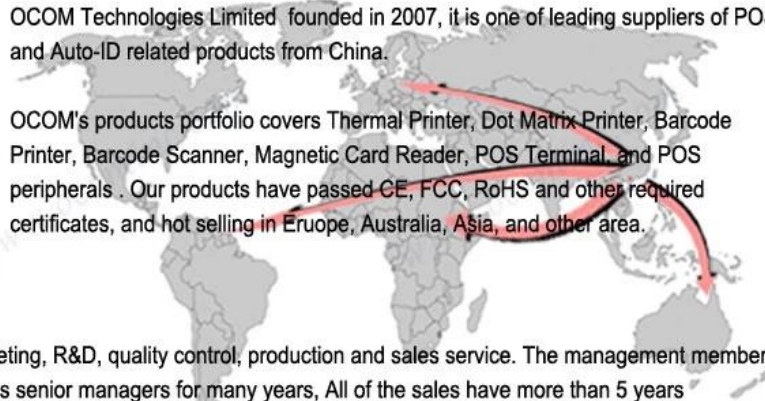 OCOM Technologies Limited founded in 2007, it is one of leading suppliers of POS
and Auto-ID related products from China.
OCOM's products portfolio covers Thermal Printer, Dot Matrix Printer, Barcode
Printer, Barcode Scanner, Magnetic Card Reader, POS Terminal, and POS
peripherals . Our products have passed CE, FCC, RoHS and other required
certificates, and hot selling in Eruope, Australia, Asia, and other area.
eting, R&D, quality control, production and sales service. The management member
s senior managers for many years, All of the sales have more than 5 years